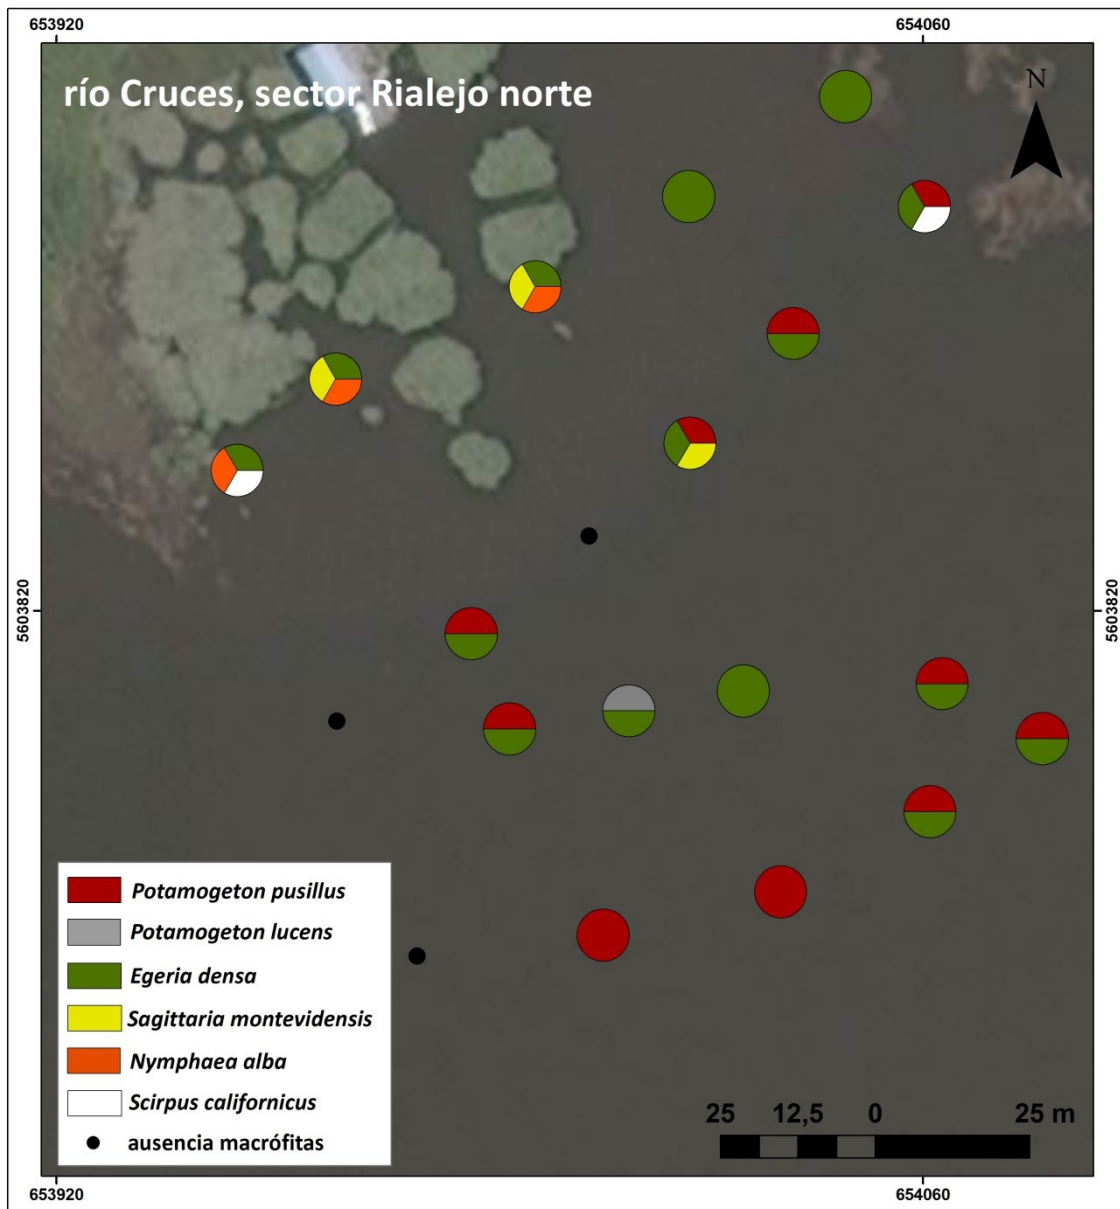 653920
654060
río Cruces, sector Rialejo norte
N
5603820
5603820
Potamogeton pusillus
Potamogeton lucens
Egeria densa
Sagittaria montevidensis
Nymphaea alba
Scirpus californicus
ausencia macrófitas
25 12,5 0 25 m
653920
654060